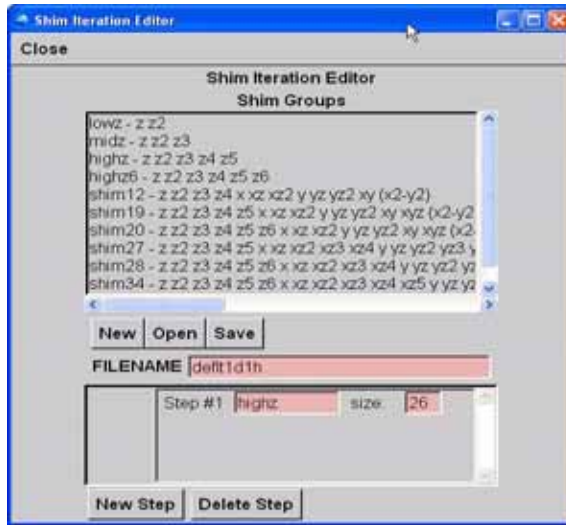 Shim Iteration Editor
Close
Shim Iteration Editor
Shim Groups
lowz - z z2
midz - z z2 z3
highz - z z2 z3 z4 z5
highz6 - z z2 z3 z4 z5 z6
shim12 - z z2 z3 z4 x xz xz2 y yz yz2 xy (x2-y2)
shim19 - z z2 z3 z4 z5 x xz xz2 y yz yz2 xy xyz (x2-y2
shim20 - z z2 z3 z4 z5 z6 x xz xz2 y yz yz2 xy xyz (x2-
shim27 - z z2 z3 z4 z5 x xz xz2 xz3 xz4 y yz yz2 yz3 y
shim28 - z z2 z3 z4 z5 z6 x xz xz2 xz3 xz4 y yz yz2 yz
shim34 - z z2 z3 z4 z5 z6 x xz xz2 xz3 xz4 xz5 y yz yz
New Open Save
FILENAME deflt1d1h
Step #1 highz size: 26
New Step Delete Step